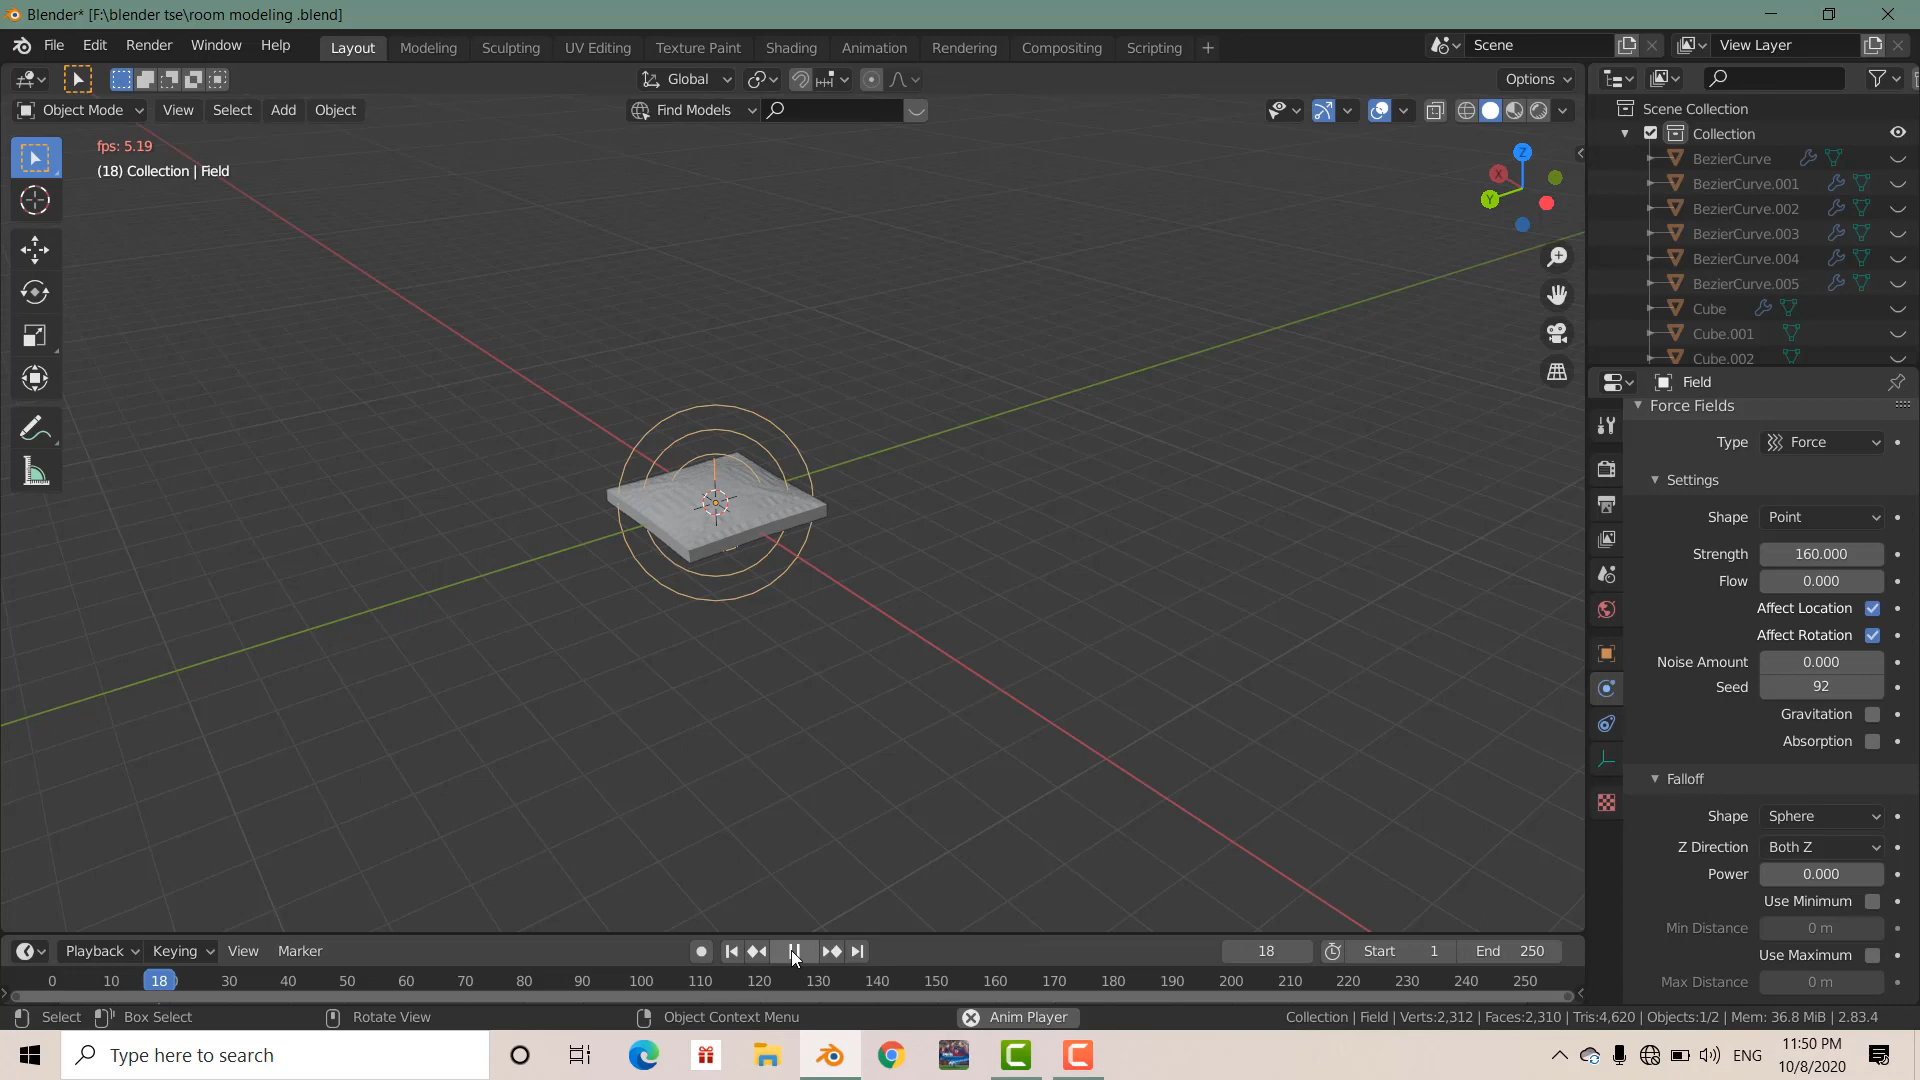 Blender* [F:\blender tse\room modeling .blend]
File Edit Render Window Help Layout Modeling Sculpting UV Editing Texture Paint Shading Animation Rendering Compositing Scripting + Scene View Layer
Global Options
Object Mode View Select Add Object Find Models
fps: 5.19
(18) Collection | Field
Z
X
Y
Scene Collection
Collection
BezierCurve
BezierCurve.001
BezierCurve.002
BezierCurve.003
BezierCurve.004
BezierCurve.005
Cube
Cube.001
Cube.002
Field
Force Fields
Type Force
Settings
Shape Point
Strength 160.000
Flow 0.000
Affect Location
Affect Rotation
Noise Amount 0.000
Seed 92
Gravitation
Absorption
Falloff
Shape Sphere
Z Direction Both Z
Power 0.000
Use Minimum
Min Distance 0 m
Use Maximum
Max Distance 0 m
Playback Keying View Marker 18 Start 1 End 250
0 10 18 30 40 50 60 70 80 90 100 110 120 130 140 150 160 170 180 190 200 210 220 230 240 250
Select Box Select Rotate View Object Context Menu Anim Player Collection | Field | Verts:2,312 | Faces:2,310 | Tris:4,620 | Objects:1/2 | Mem: 36.8 MiB | 2.83.4
Type here to search ENG 11:50 PM
10/8/2020